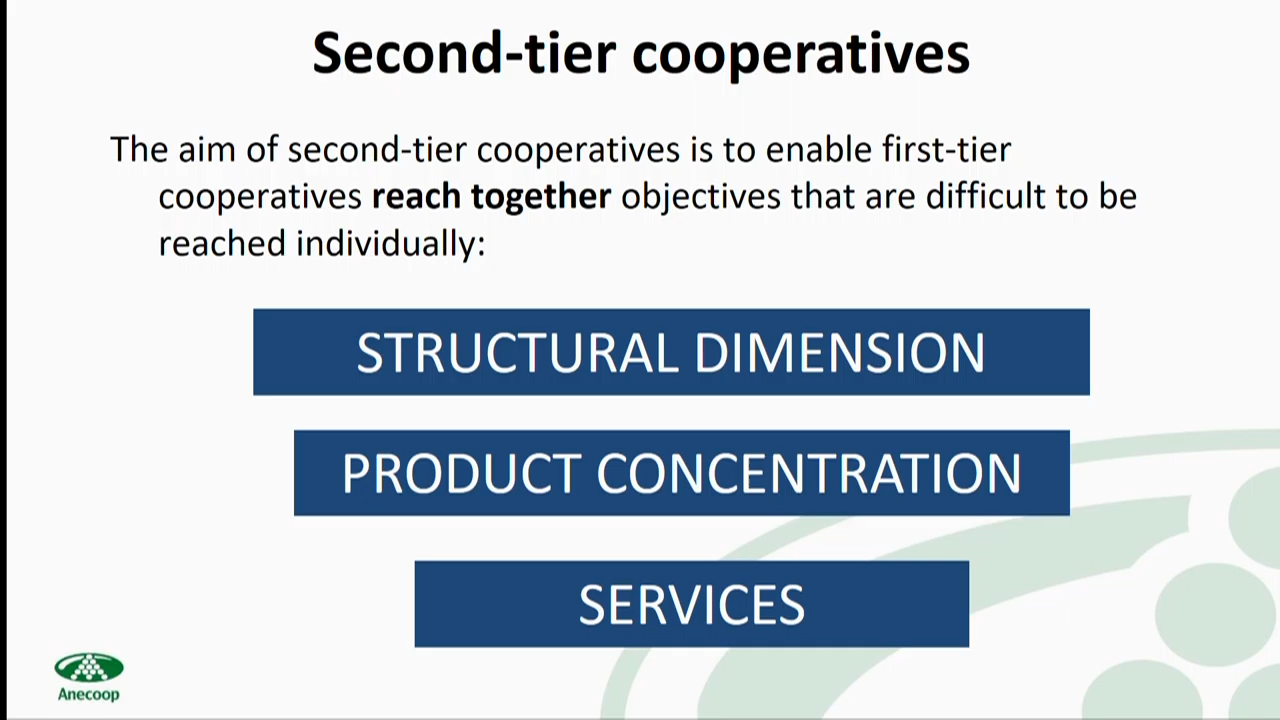 Second-tier cooperatives
The aim of second-tier cooperatives is to enable first-tier
cooperatives reach together objectives that are difficult to be
reached individually:
STRUCTURAL DIMENSION
PRODUCT CONCENTRATION
SERVICES
Anecoop